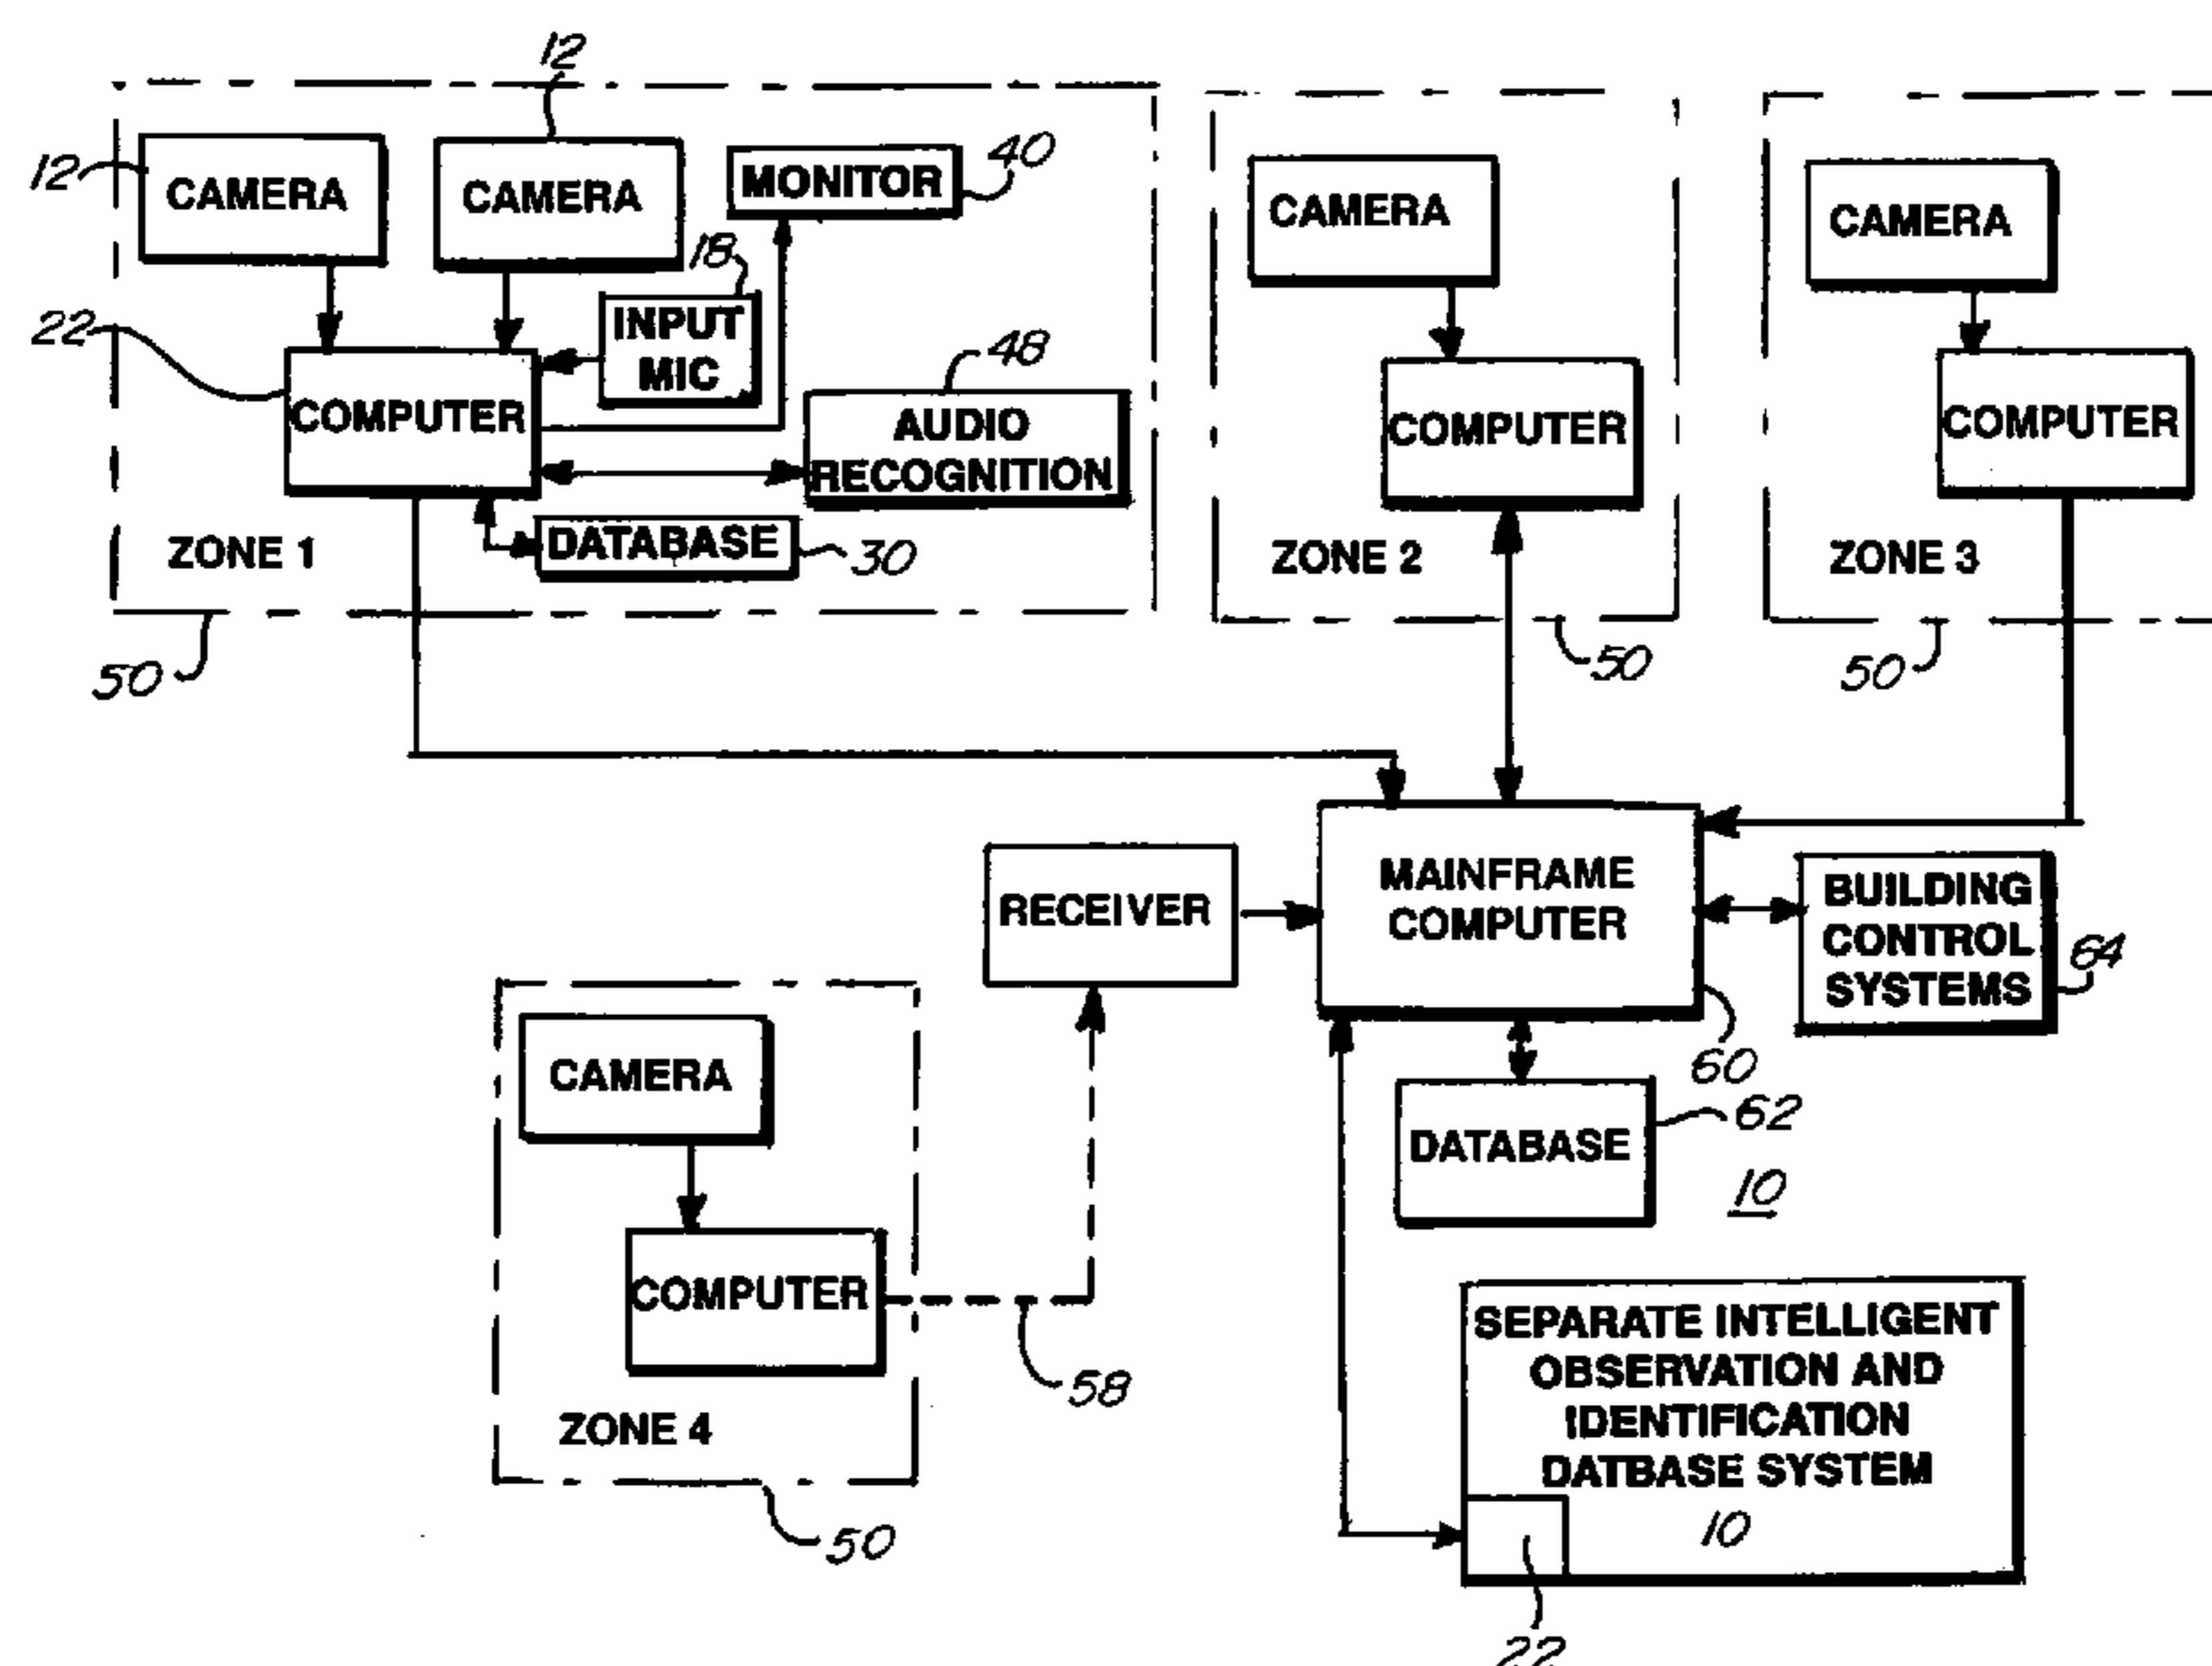 12
12
CAMERA
CAMERA
MONITOR
40
18
INPUT
MIC
22
COMPUTER
48
AUDIO
RECOGNITION
DATABASE
30
ZONE 1
50
CAMERA
COMPUTER
ZONE 2
50
CAMERA
COMPUTER
ZONE 3
50
RECEIVER
MAINFRAME
COMPUTER
60
BUILDING
CONTROL
SYSTEMS
64
DATABASE
62
10
CAMERA
COMPUTER
58
ZONE 4
50
SEPARATE INTELLIGENT
OBSERVATION AND
IDENTIFICATION
DATBASE SYSTEM
10
22